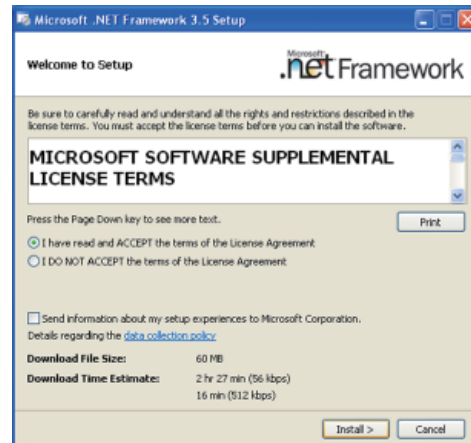 Microsoft .NET Framework 3.5 Setup
Welcome to Setup
Microsoft
.net Framework
Be sure to carefully read and understand all the rights and restrictions described in the
license terms. You must accept the license terms before you can install the software.
MICROSOFT SOFTWARE SUPPLEMENTAL
LICENSE TERMS
Press the Page Down key to see more text.
Print
I have read and ACCEPT the terms of the License Agreement
I DO NOT ACCEPT the terms of the License Agreement
Send information about my setup experiences to Microsoft Corporation.
Details regarding the data collection policy
Download File Size: 60 MB
Download Time Estimate: 2 hr 27 min (56 kbps)
16 min (512 kbps)
Install > Cancel